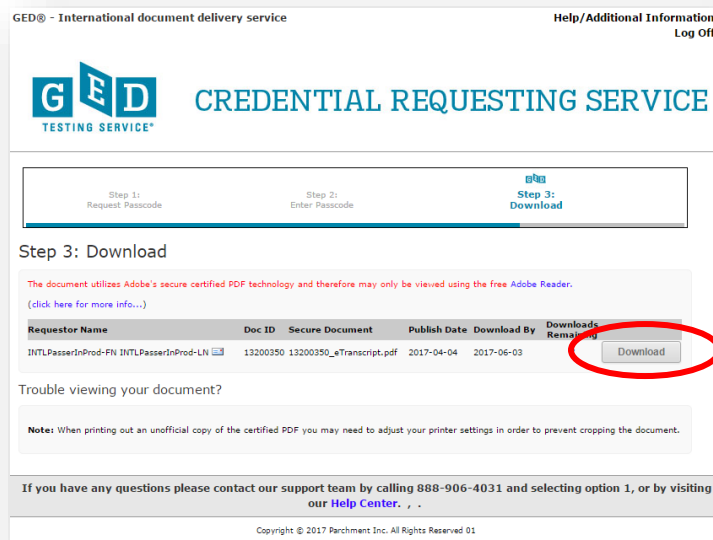 GED® - International document delivery service
Help/Additional Information
Log Off
GED
TESTING SERVICE®
CREDENTIAL REQUESTING SERVICE
GED
Step 1:
Request Passcode
Step 2:
Enter Passcode
Step 3:
Download
Step 3: Download
The document utilizes Adobe's secure certified PDF technology and therefore may only be viewed using the free Adobe Reader.
(click here for more info...)
Requestor Name Doc ID Secure Document Publish Date Download By Downloads Remaining
INTLPasserInProd-FN INTLPasserInProd-LN 13200350 13200350_eTranscript.pdf 2017-04-04 2017-06-03 Download
Trouble viewing your document?
Note: When printing out an unofficial copy of the certified PDF you may need to adjust your printer settings in order to prevent cropping the document.
If you have any questions please contact our support team by calling 888-906-4031 and selecting option 1, or by visiting
our Help Center. , .
Copyright © 2017 Parchment Inc. All Rights Reserved 01